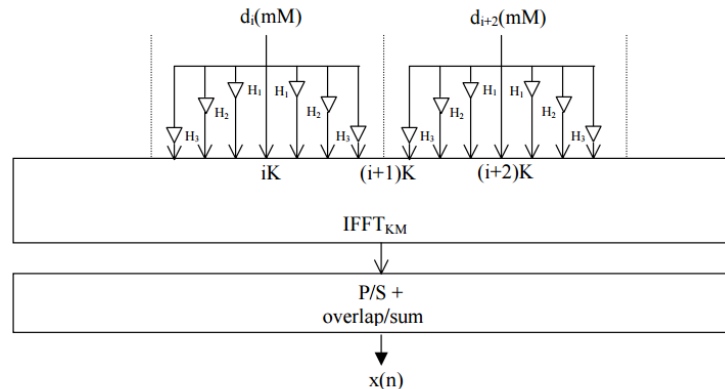 dᵢ(mM) dᵢ₊₂(mM)
H₁ H₁ H₁ H₁
H₂ H₂ H₂ H₂
H₃ H₃ H₃ H₃
iK (i+1)K (i+2)K
IFFTKM
P/S +
overlap/sum
x(n)